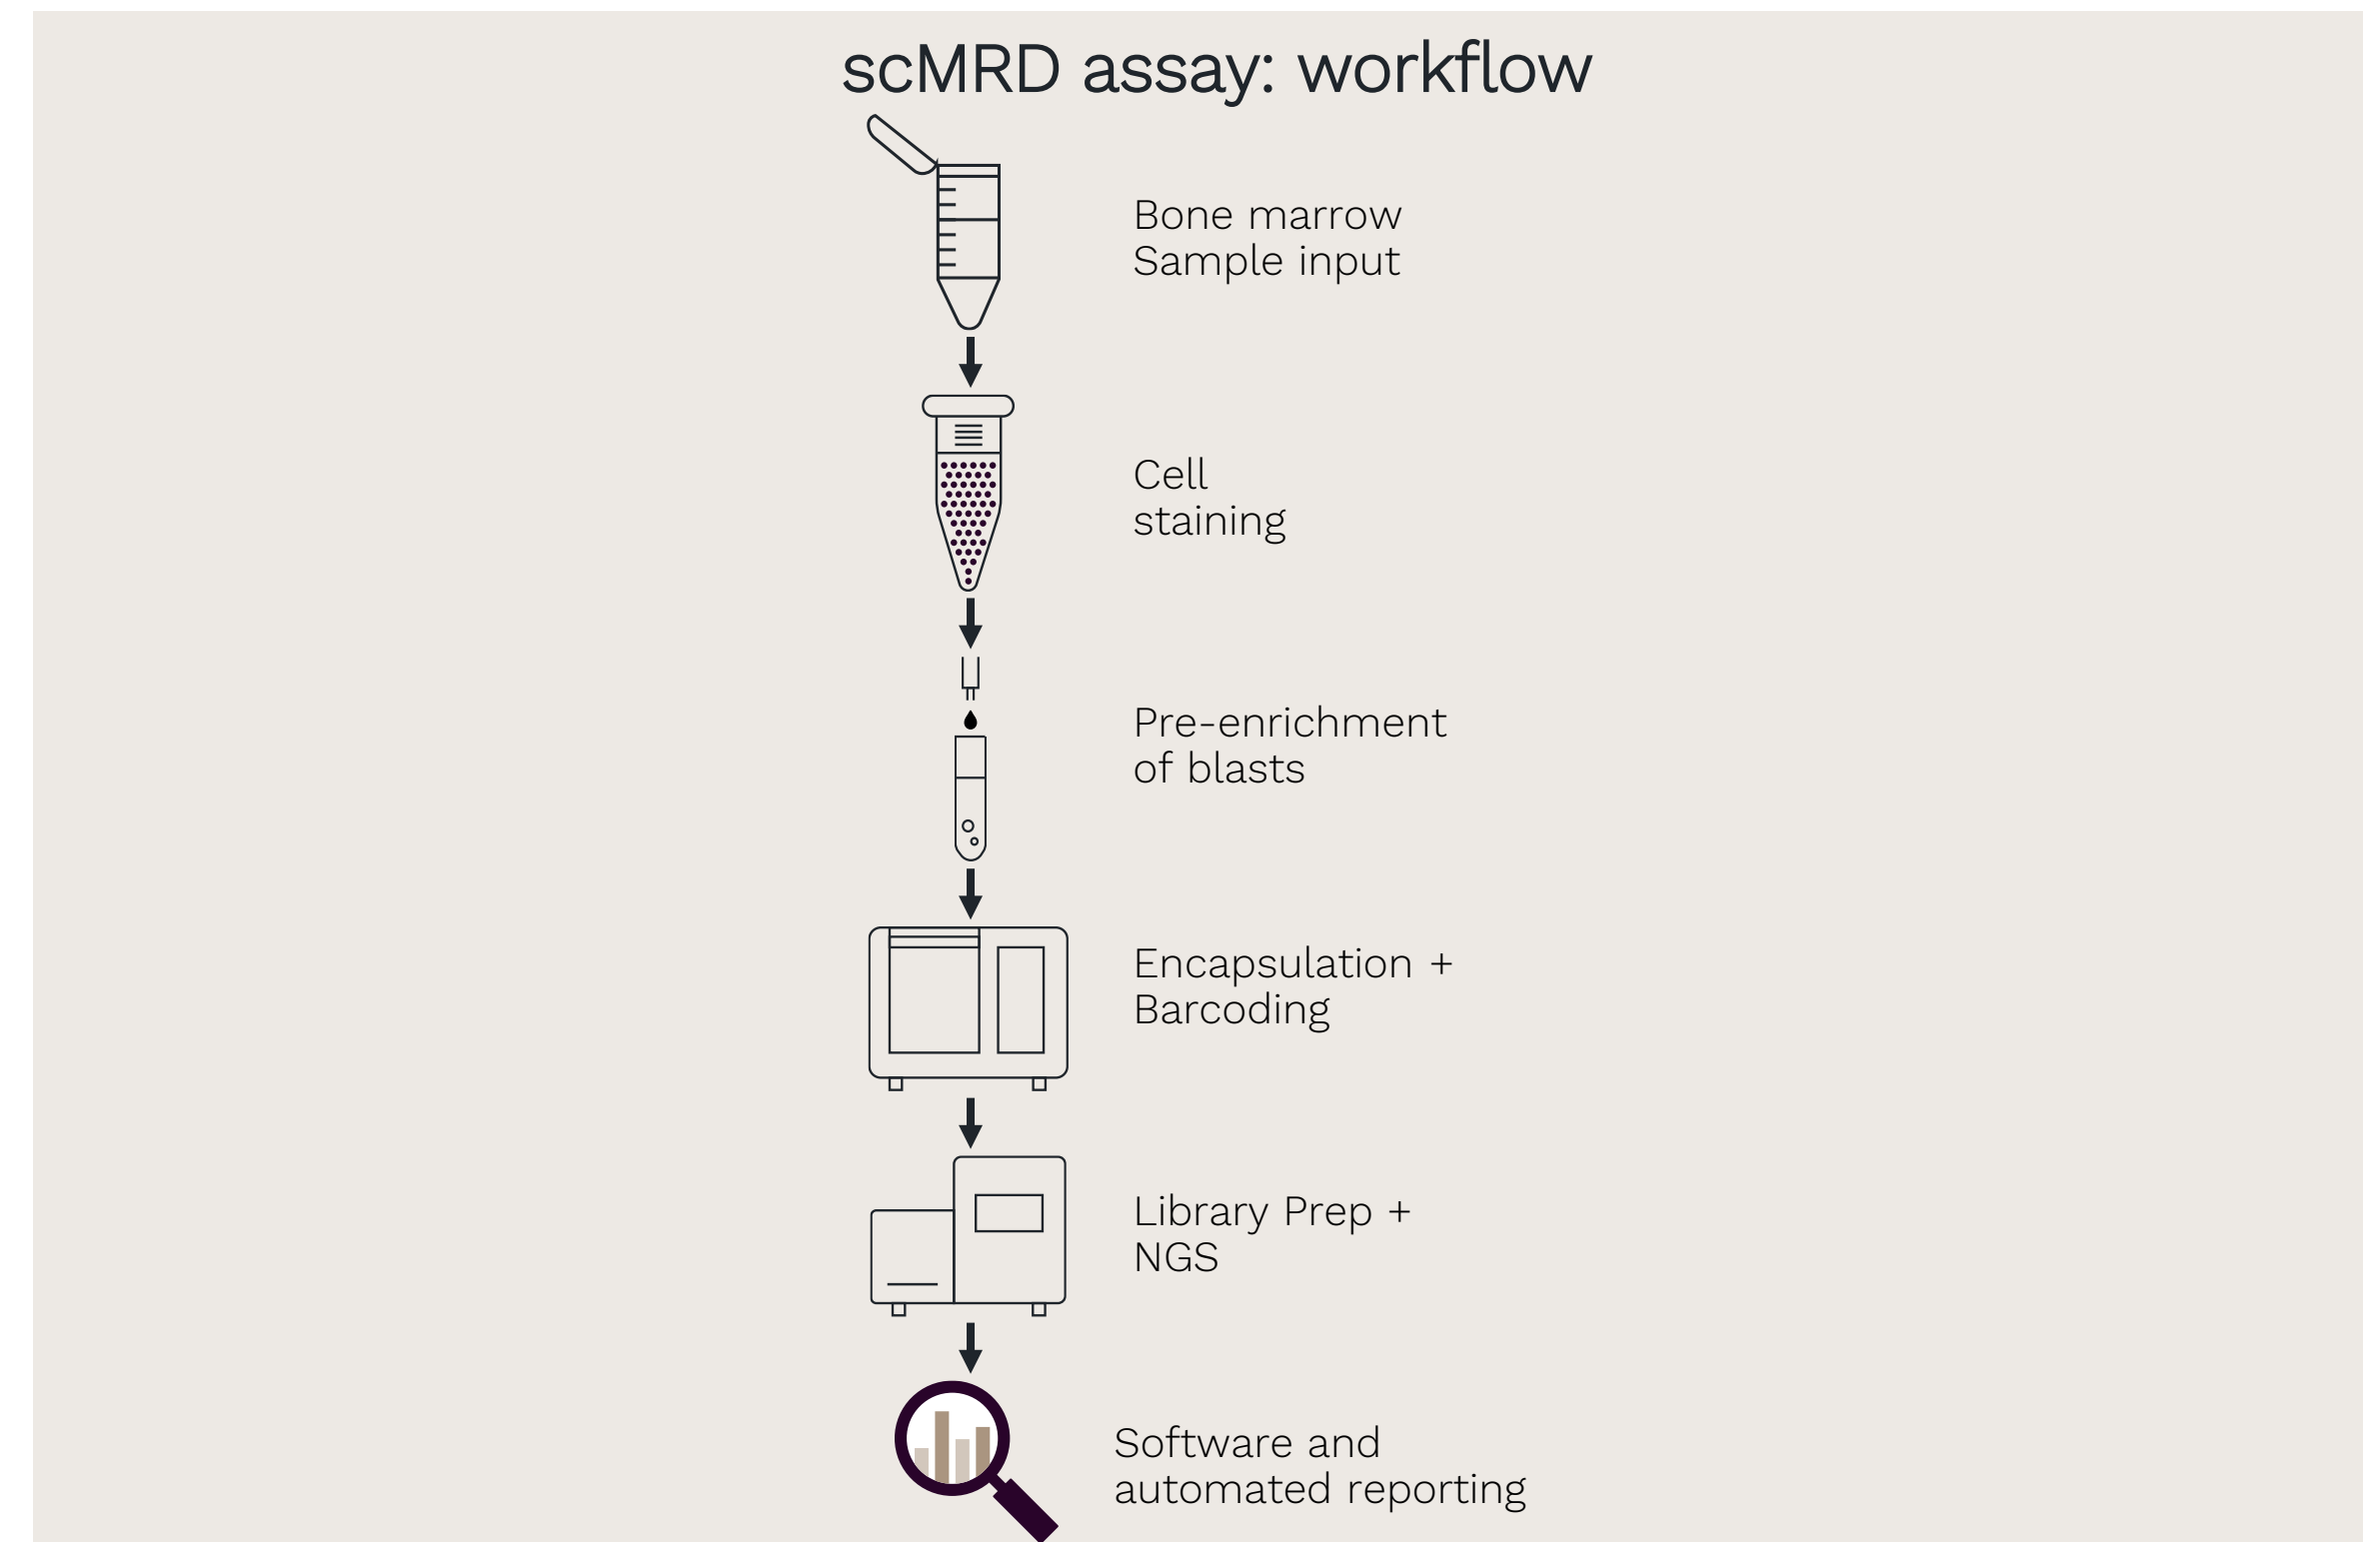 scMRD assay: workflow
Bone marrow
Sample input
Cell
staining
Pre-enrichment
of blasts
Encapsulation +
Barcoding
Library Prep +
NGS
Software and
automated reporting